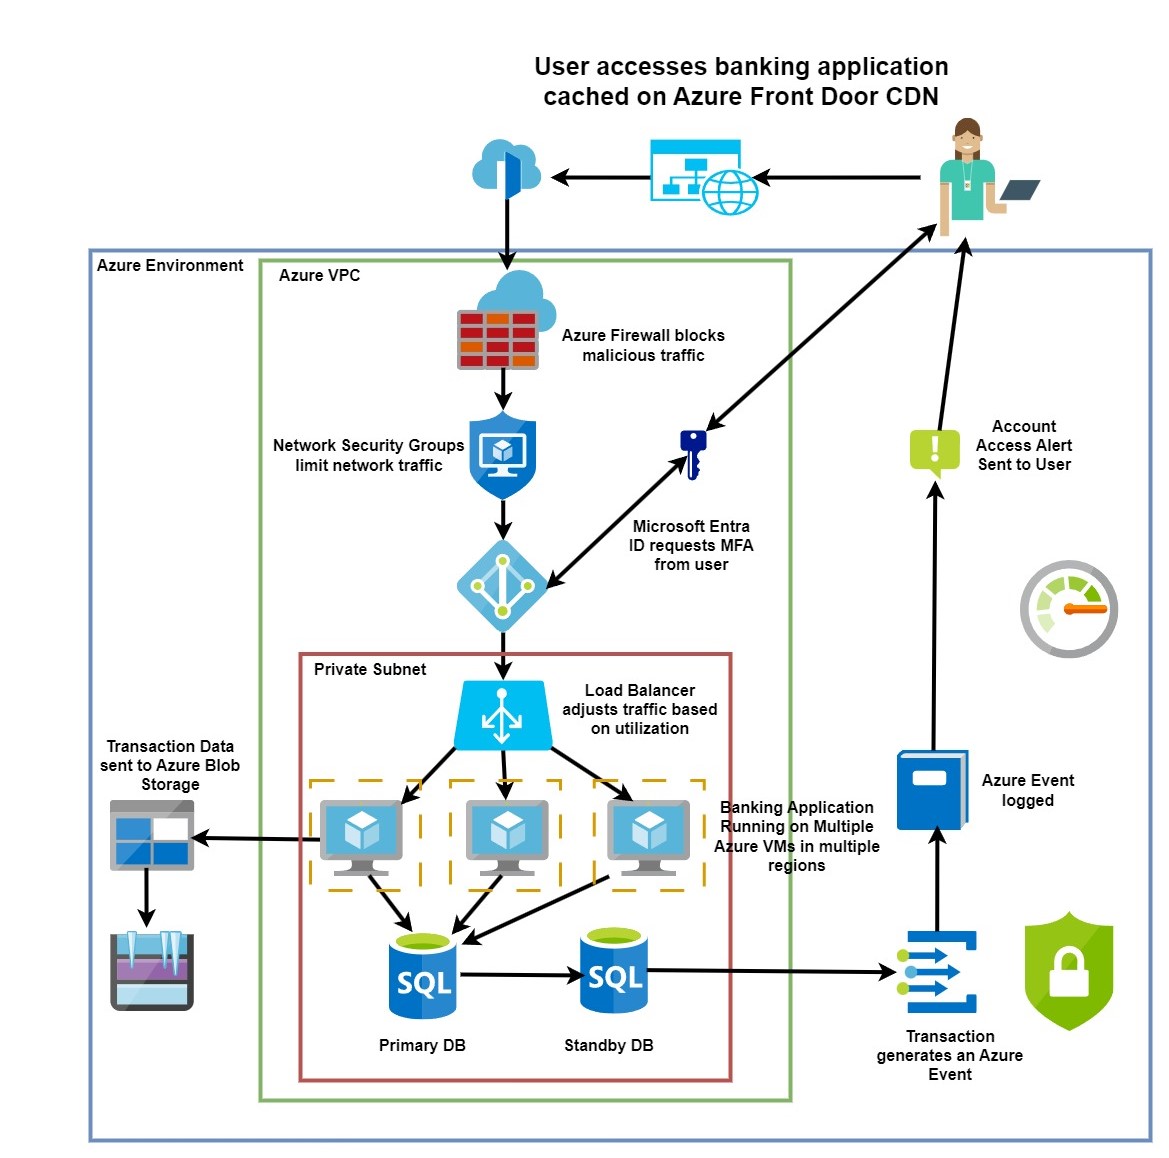 User accesses banking application
cached on Azure Front Door CDN
Azure Environment
Azure VPC
Azure Firewall blocks
malicious traffic
Network Security Groups
limit network traffic
Account
Access Alert
Sent to User
Microsoft Entra
ID requests MFA
from user
Private Subnet
Load Balancer
adjusts traffic based
on utilization
Transaction Data
sent to Azure Blob
Storage
Azure Event
logged
Banking Application
Running on Multiple
Azure VMs in multiple
regions
SQL
SQL
Primary DB
Standby DB
Transaction
generates an Azure
Event